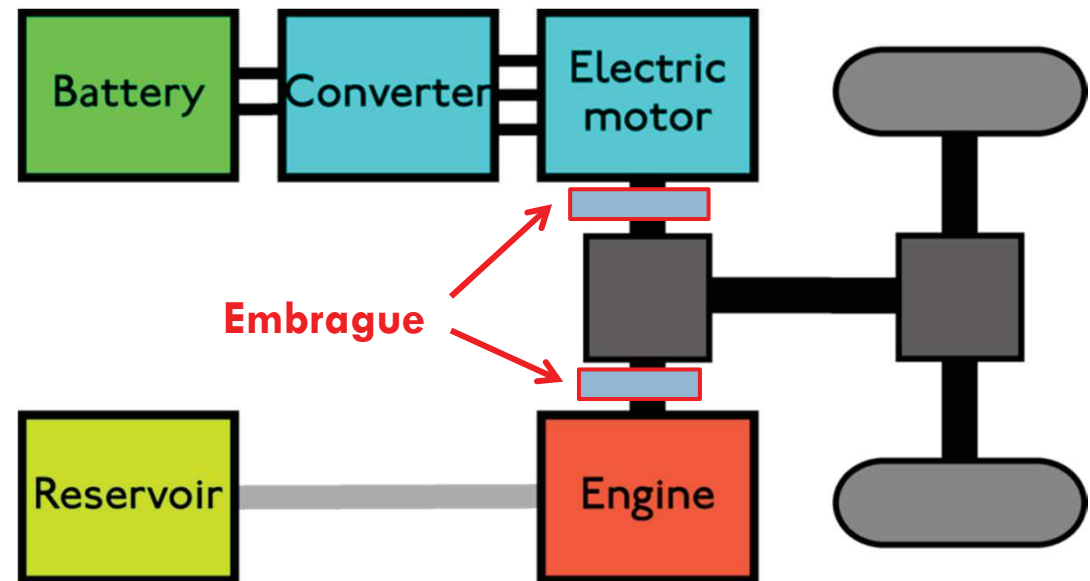 Battery
Converter
Electric
motor
Embrague
Reservoir
Engine